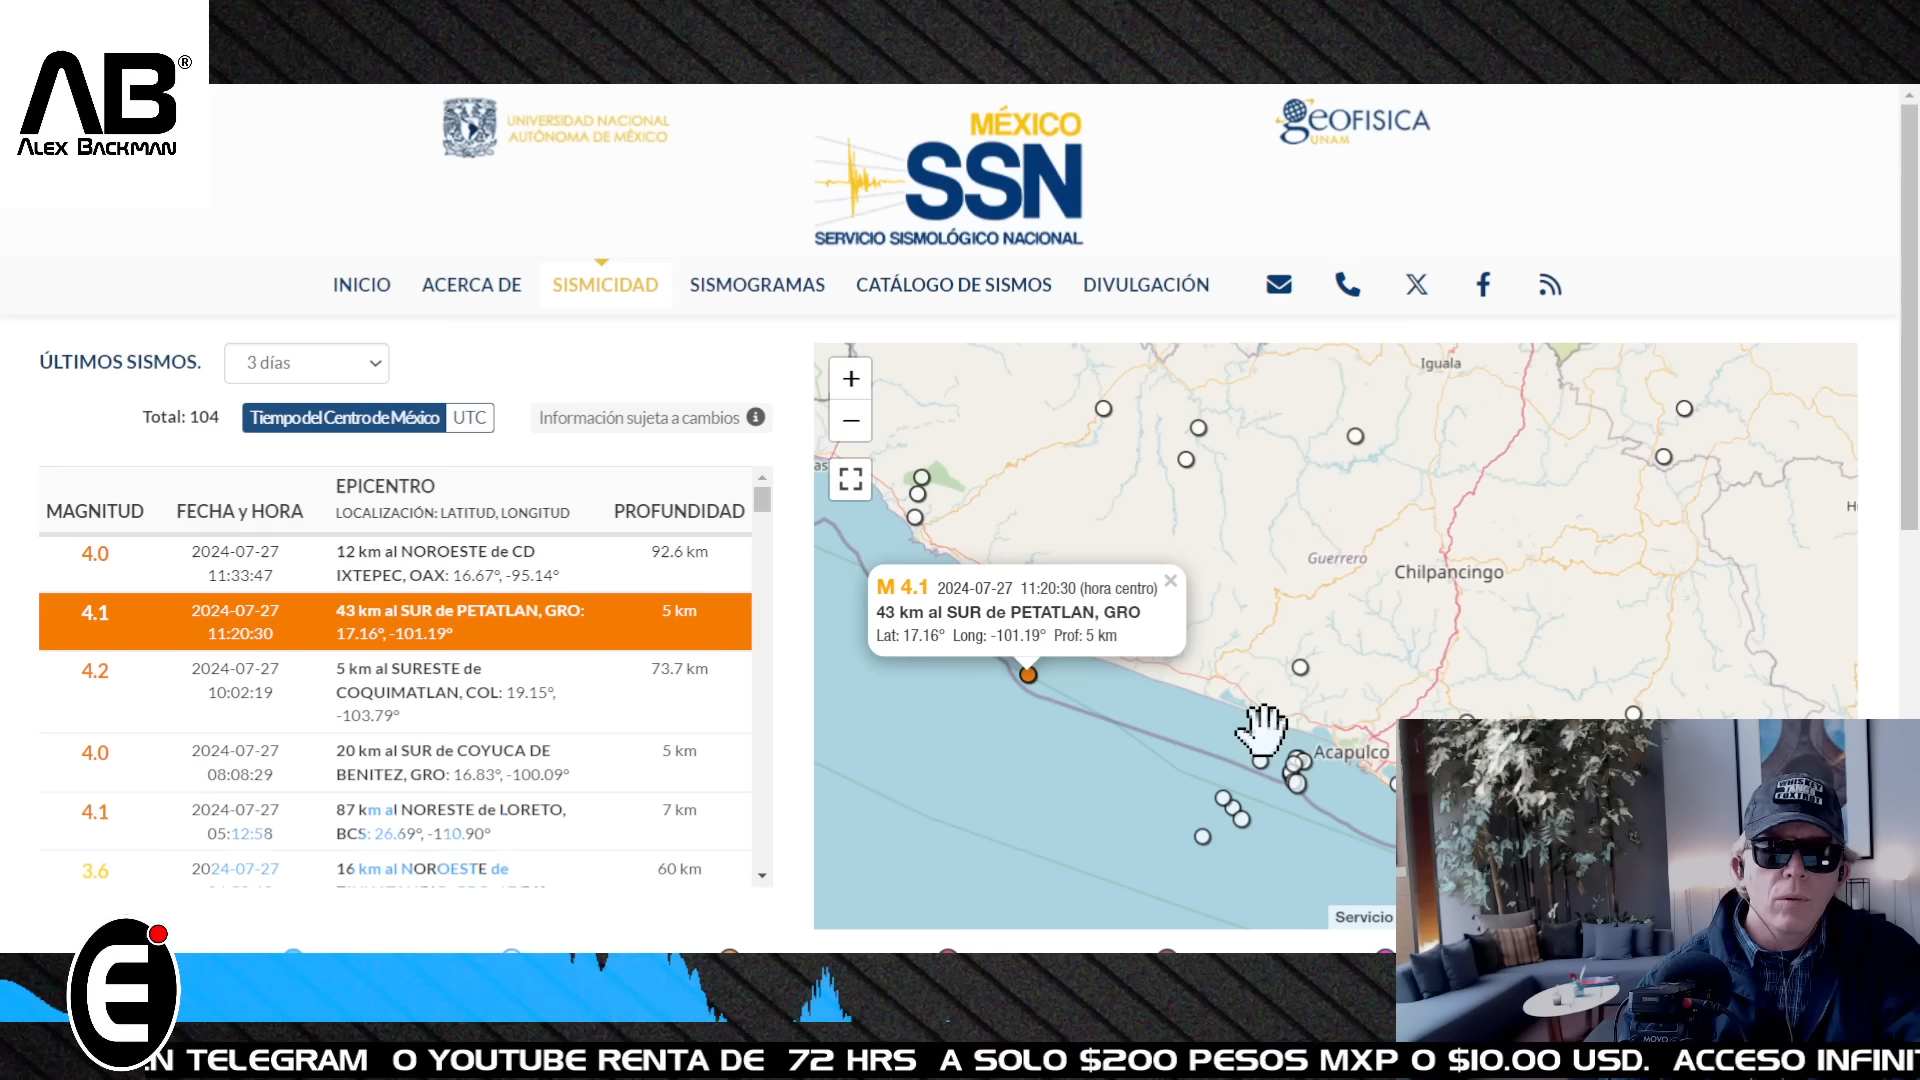 AB®
ALEX BACKMAN
UNIVERSIDAD NACIONAL
AUTÓNOMA DE MÉXICO
MÉXICO
SSN
SERVICIO SISMOLÓGICO NACIONAL
GEOFISICA
UNAM
INICIO ACERCA DE SISMICIDAD SISMOGRAMAS CATÁLOGO DE SISMOS DIVULGACIÓN
ÚLTIMOS SISMOS. 3 días
Total: 104 Tiempo del Centro de México UTC Información sujeta a cambios
MAGNITUD FECHA y HORA EPICENTRO PROFUNDIDAD
LOCALIZACIÓN: LATITUD, LONGITUD
4.0 2024-07-27 12 km al NOROESTE de CD 92.6 km
11:33:47 IXTEPEC, OAX: 16.67°, -95.14°
4.1 2024-07-27 43 km al SUR de PETATLAN, GRO: 5 km
11:20:30 17.16°, -101.19°
4.2 2024-07-27 5 km al SURESTE de 73.7 km
10:02:19 COQUIMATLAN, COL: 19.15°,
-103.79°
4.0 2024-07-27 20 km al SUR de COYUCA DE 5 km
08:08:29 BENITEZ, GRO: 16.83°, -100.09°
4.1 2024-07-27 87 km al NORESTE de LORETO, 7 km
05:12:58 BCS: 26.69°, -110.90°
3.6 2024-07-27 16 km al NOROESTE de 60 km
+
−
Iguala
Guerrero
Chilpancingo
M 4.1 2024-07-27 11:20:30 (hora centro) ×
43 km al SUR de PETATLAN, GRO
Lat: 17.16° Long: -101.19° Prof: 5 km
Acapulco
Servicio
WHISKEY
TANGO
FOXTROT
MOVO
E
EN TELEGRAM O YOUTUBE RENTA DE 72 HRS A SOLO $200 PESOS MXP O $10.00 USD. ACCESO INFINIT